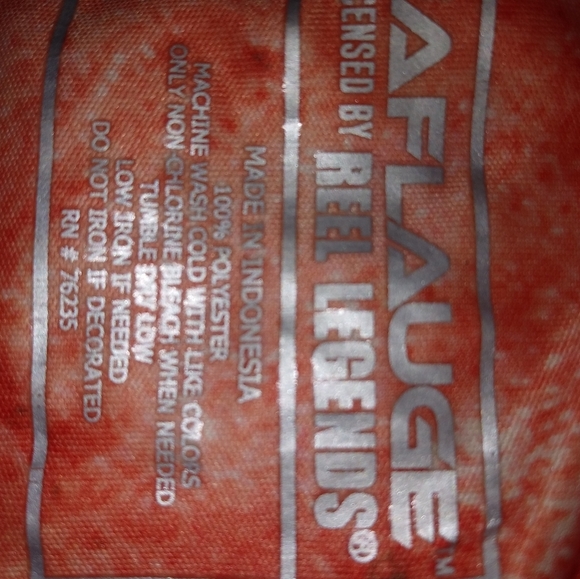 AFLAUGE™
CENSED BY REEL LEGENDS®
MADE IN INDONESIA
100% POLYESTER
MACHINE WASH COLD WITH LIKE COLORS
ONLY NON-CHLORINE BLEACH WHEN NEEDED
TUMBLE DRY LOW
LOW IRON IF NEEDED
DO NOT IRON IF DECORATED
RN # 76235